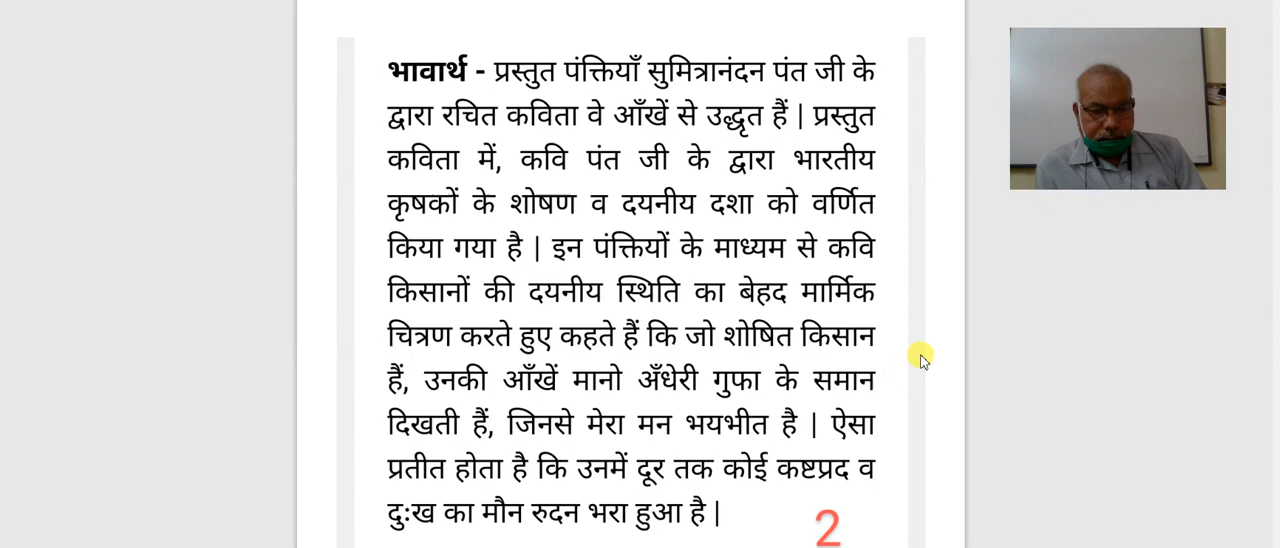 भावार्थ - प्रस्तुत पंक्तियाँ सुमित्रानंदन पंत जी के
द्वारा रचित कविता वे आँखें से उद्धृत हैं | प्रस्तुत
कविता में, कवि पंत जी के द्वारा भारतीय
कृषकों के शोषण व दयनीय दशा को वर्णित
किया गया है | इन पंक्तियों के माध्यम से कवि
किसानों की दयनीय स्थिति का बेहद मार्मिक
चित्रण करते हुए कहते हैं कि जो शोषित किसान
हैं, उनकी आँखें मानो अँधेरी गुफा के समान
दिखती हैं, जिनसे मेरा मन भयभीत है | ऐसा
प्रतीत होता है कि उनमें दूर तक कोई कष्टप्रद व
दुःख का मौन रुदन भरा हुआ है |
2